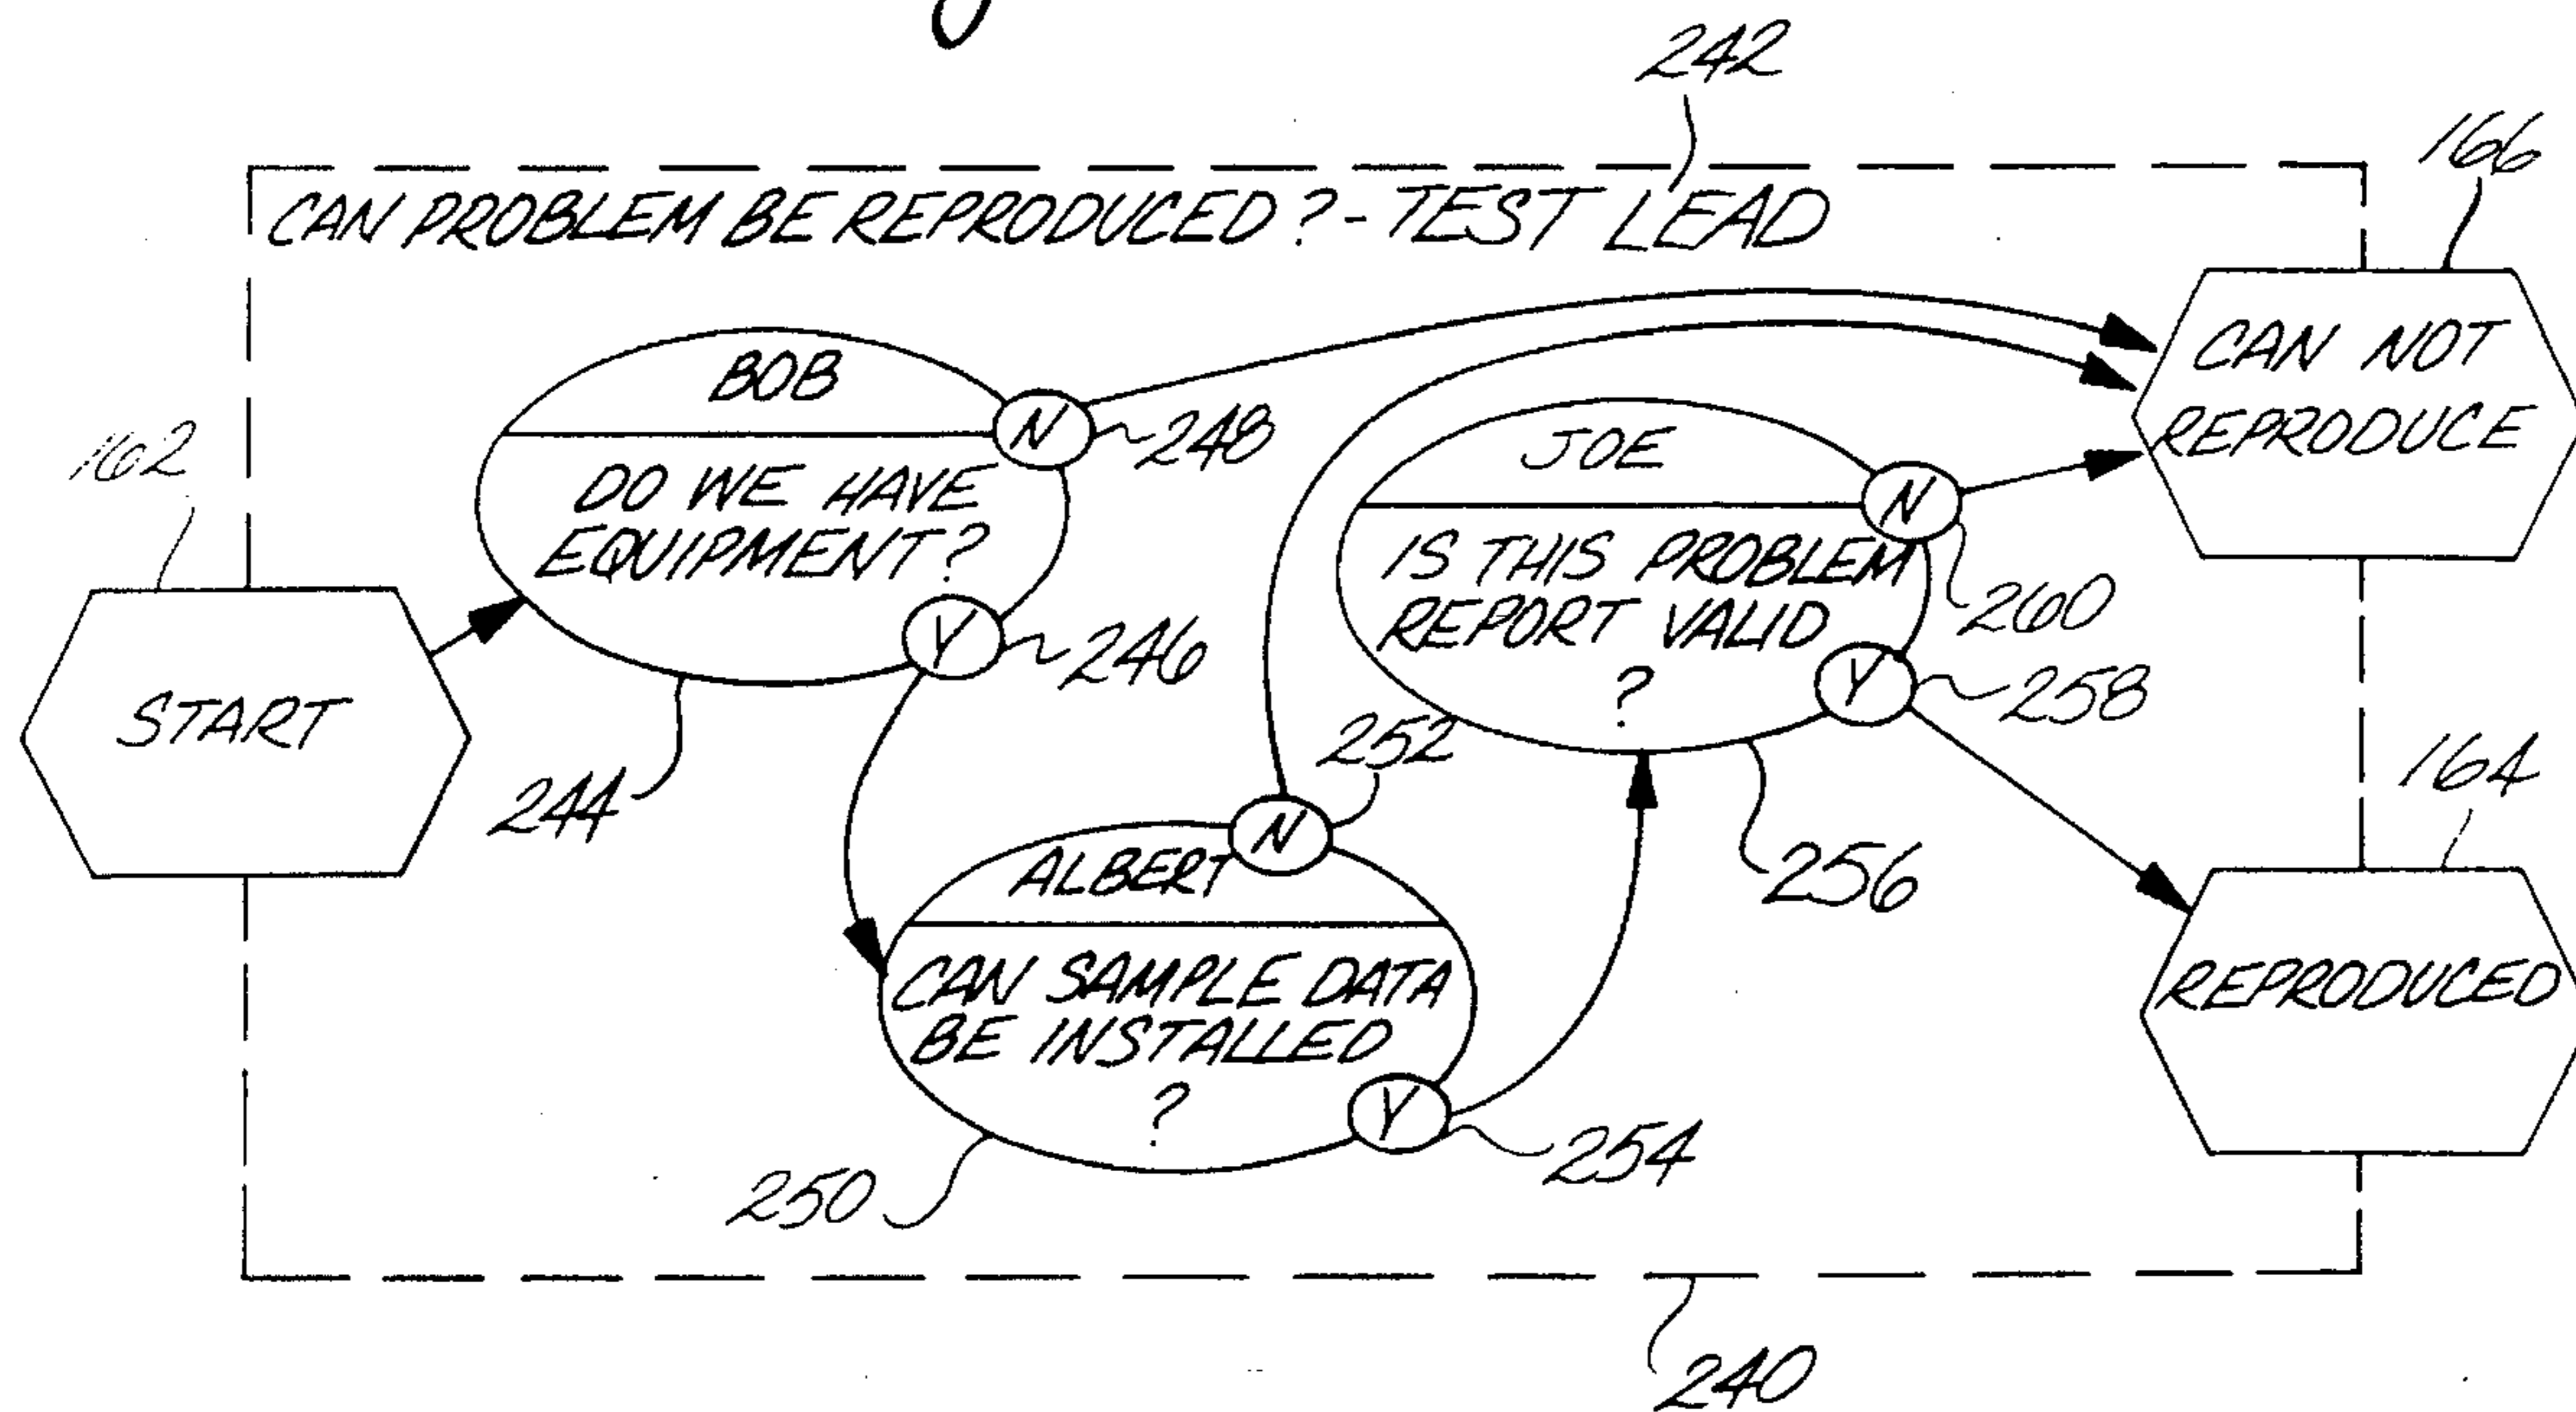 242
166
CAN PROBLEM BE REPRODUCED?-TEST LEAD
BOB
N
248
DO WE HAVE
EQUIPMENT?
Y
246
244
162
START
CAN NOT
REPRODUCE
JOE
N
260
IS THIS PROBLEM
REPORT VALID
?
Y
258
256
252
N
ALBERT
CAN SAMPLE DATA
BE INSTALLED
?
Y
254
250
164
REPRODUCED
240